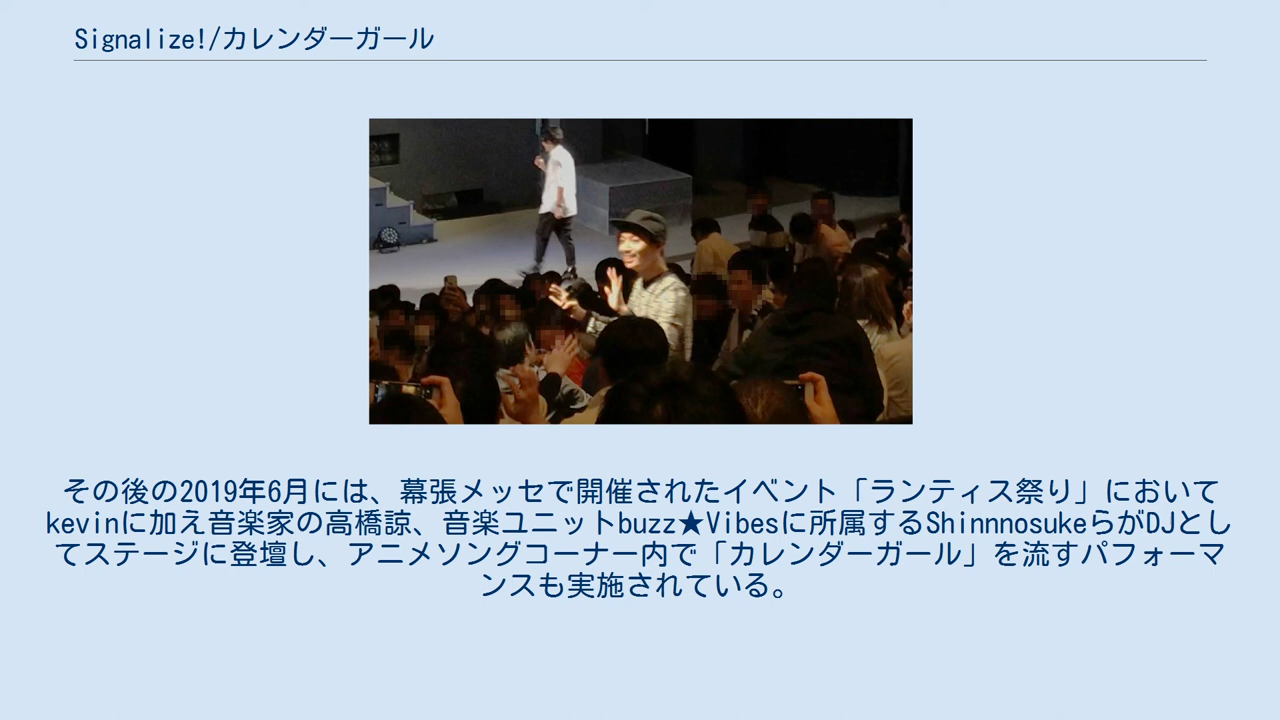 Signalize!/カレンダーガール
その後の2019年6月には、幕張メッセで開催されたイベント「ランティス祭り」において
kevinに加え音楽家の高橋諒、音楽ユニットbuzz★Vibesに所属するShinnnosukeらがDJとし
てステージに登壇し、アニメソングコーナー内で「カレンダーガール」を流すパフォーマ
ンスも実施されている。